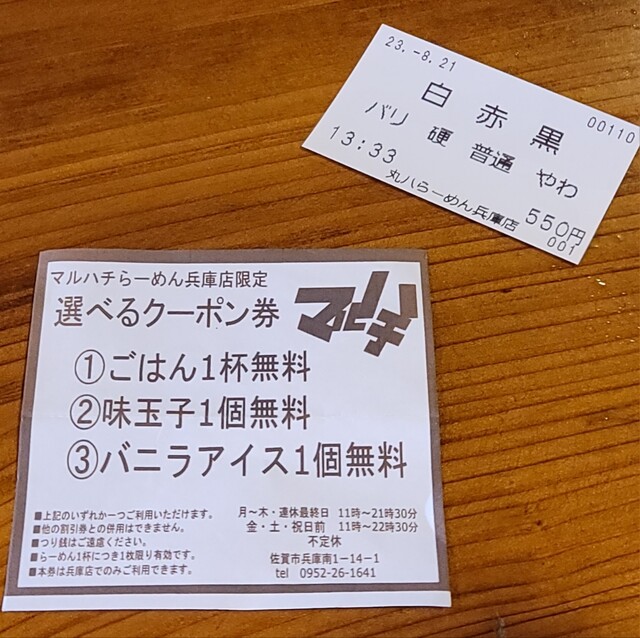 23.-8.21
00110
白 赤 黒
バリ 硬 普通 やわ
13:33
丸八らーめん兵庫店 550円
001
マルハチらーめん兵庫店限定
選べるクーポン券
マルハチ
①ごはん1杯無料
②味玉子1個無料
③バニラアイス1個無料
■上記のいずれか一つご利用いただけます。
■他の割引券との併用はできません。
■つり銭はご遠慮ください。
■らーめん1杯につき1枚限り有効です。
■本券は兵庫店でのみご利用できます。
月～木・連休最終日 11時～21時30分
金・土・祝日前 11時～22時30分
不定休
佐賀市兵庫南1ー14ー1
tel 0952-26-1641